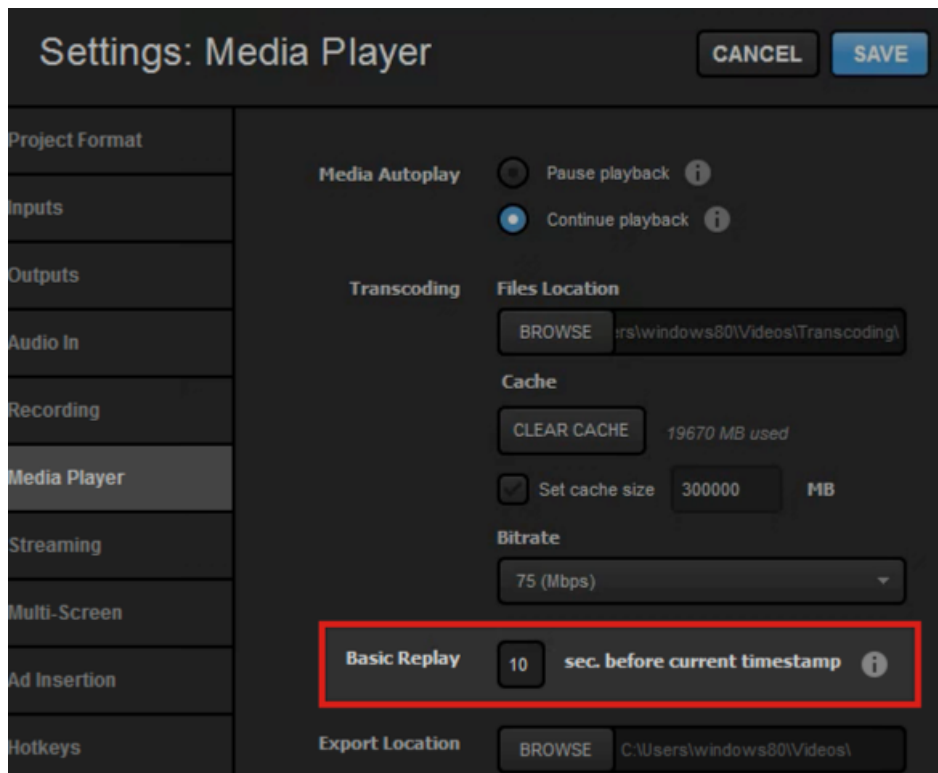 Settings: Media Player
CANCEL
SAVE
Project Format
Inputs
Outputs
Audio In
Recording
Media Player
Streaming
Multi-Screen
Ad Insertion
Hotkeys
Media Autoplay
Pause playback
Continue playback
Transcoding
Files Location
BROWSE
ers\windows80\Videos\Transcoding\
Cache
CLEAR CACHE
19670 MB used
Set cache size
300000
MB
Bitrate
75 (Mbps)
Basic Replay
10
sec. before current timestamp
Export Location
BROWSE
C:\Users\windows80\Videos\